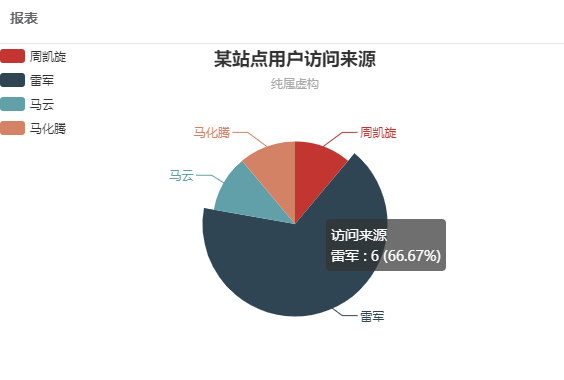 报表
某站点用户访问来源
纯属虚构
周凯旋
雷军
马云
马化腾
马化腾
周凯旋
马云
访问来源
雷军 : 6 (66.67%)
雷军